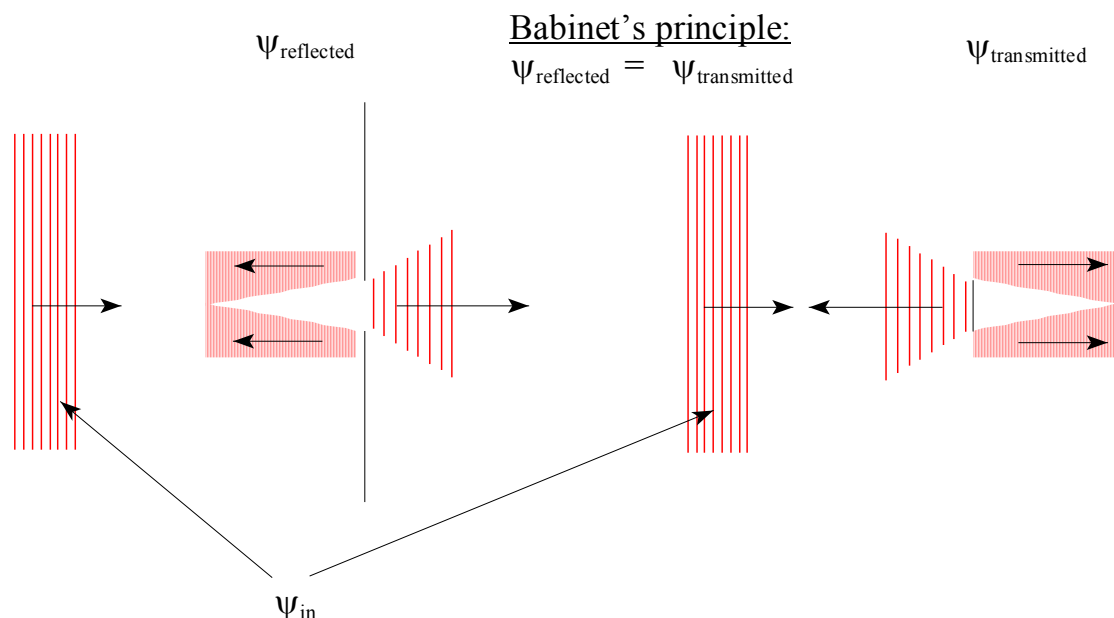 Babinet's principle:
ψreflected
ψreflected = ψtransmitted
ψtransmitted
ψin